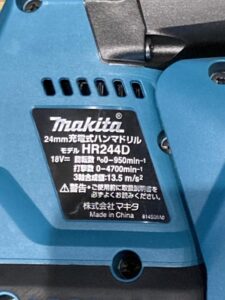 makita
24mm充電式ハンマドリル
モデル HR244D
18V⎓ 回転数 n₀0-950min⁻¹
打撃数 0-4700min⁻¹
3軸合成値:13.5 m/s²
⚠警告・ご使用前に取扱説明書を
必ずよくお読みください。
株式会社 マキタ
Made in China